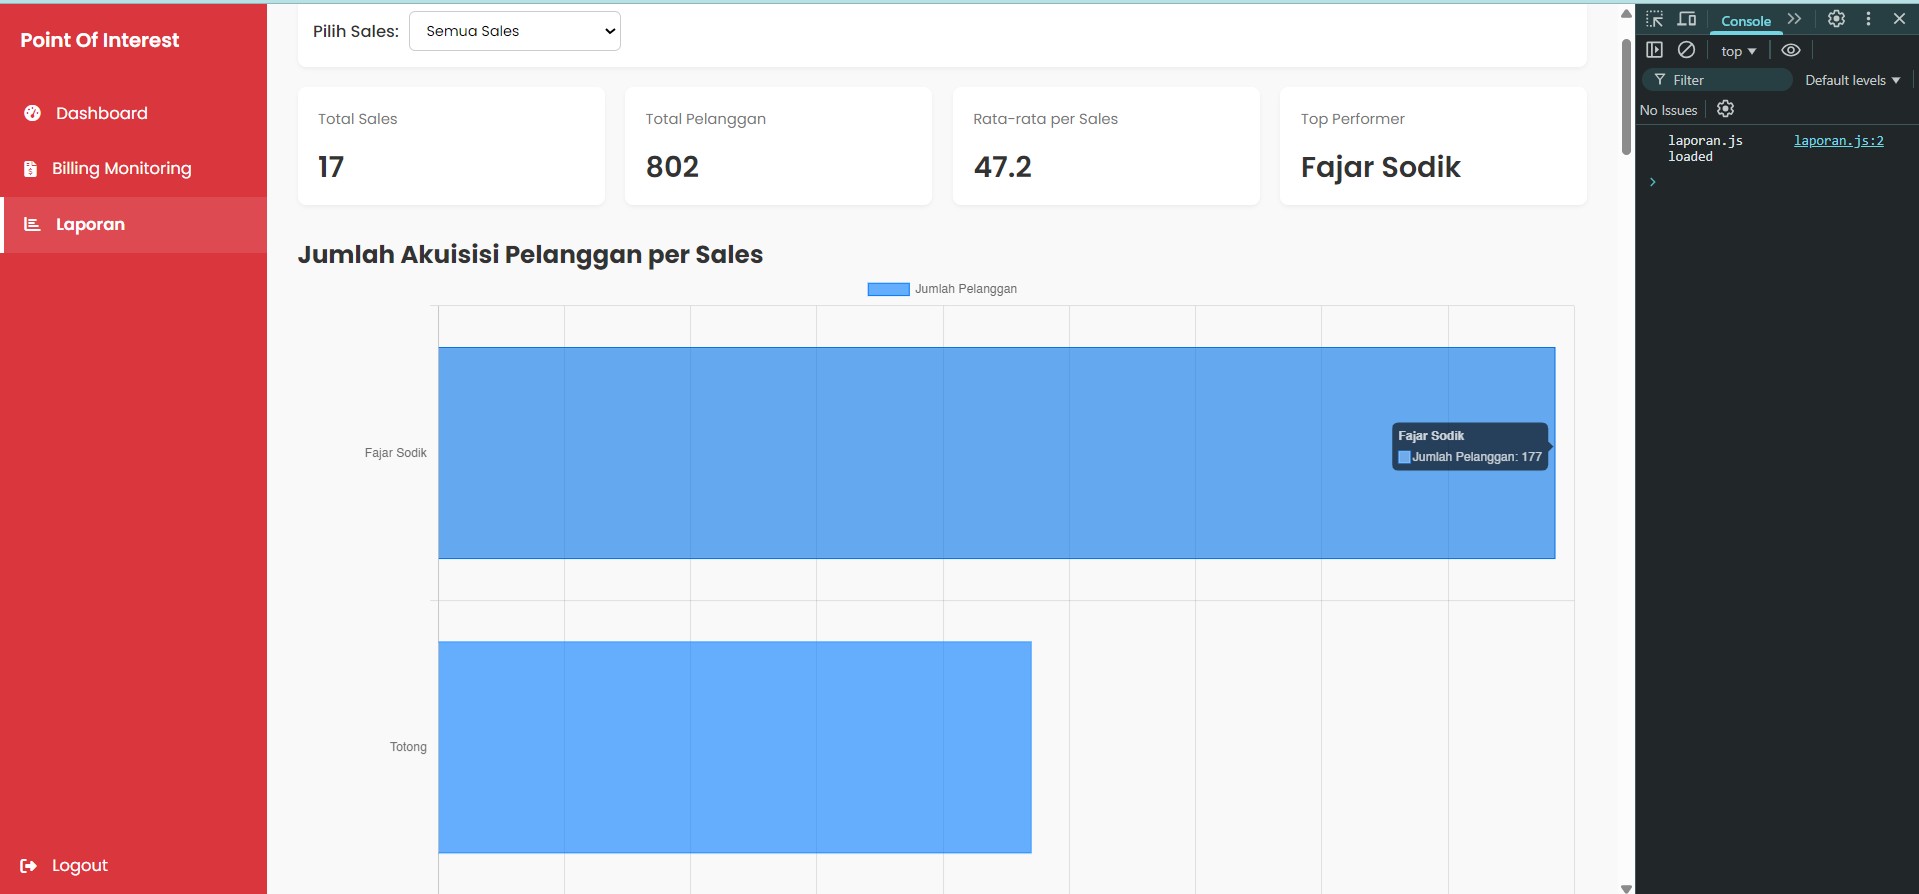 Point Of Interest
Dashboard
Billing Monitoring
Laporan
Logout
Pilih Sales: Semua Sales
Total Sales
17
Total Pelanggan
802
Rata-rata per Sales
47.2
Top Performer
Fajar Sodik
Jumlah Akuisisi Pelanggan per Sales
Jumlah Pelanggan
Fajar Sodik
Fajar Sodik
Jumlah Pelanggan: 177
Totong
Console
top
Filter
Default levels
No Issues
laporan.js loaded
laporan.js:2